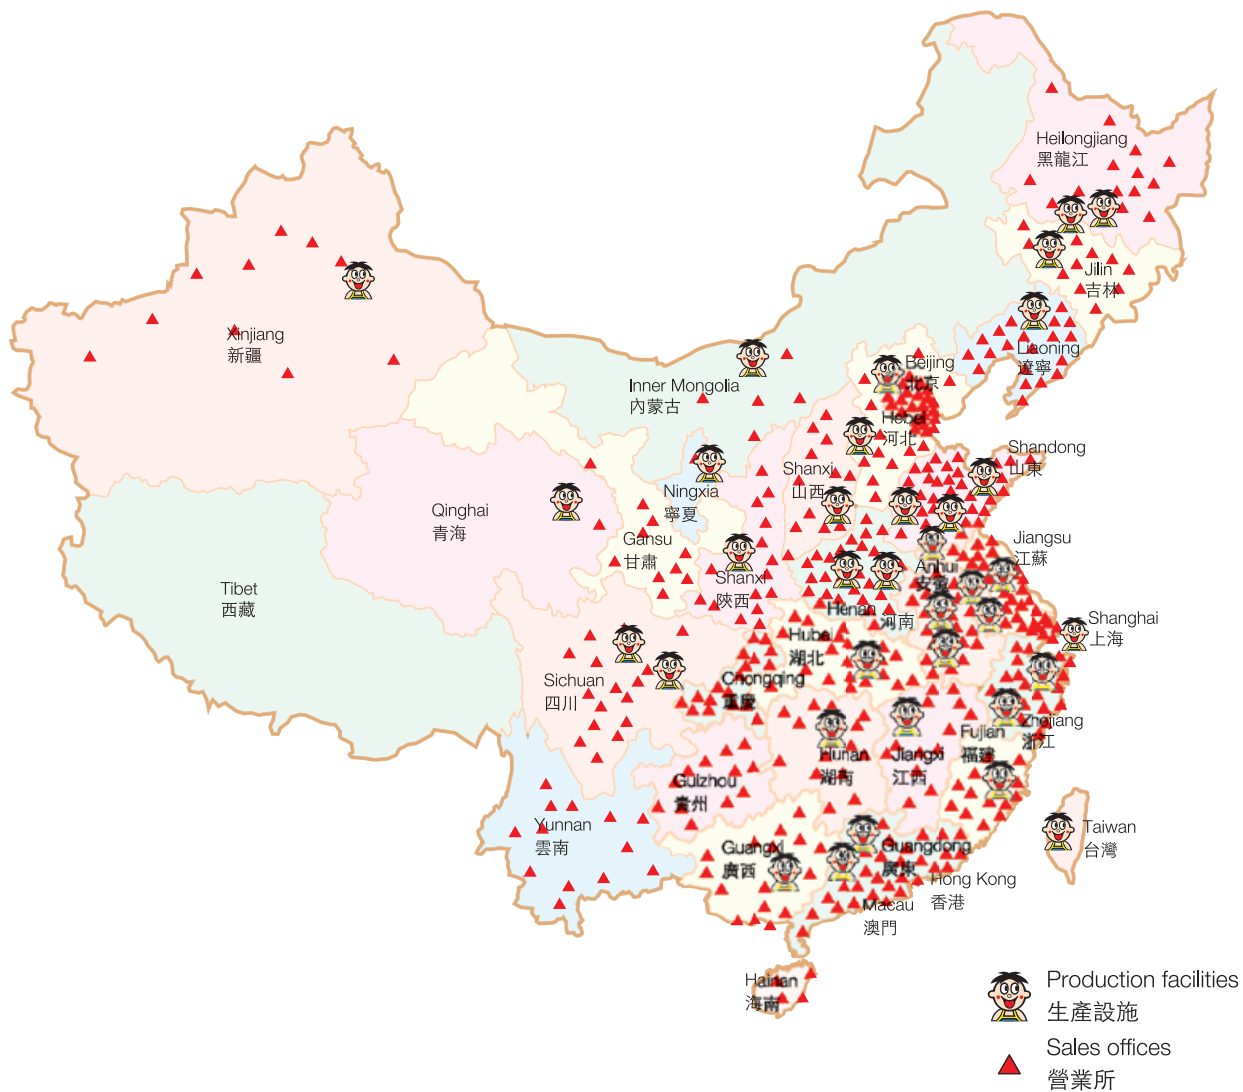 Heilongjiang
黑龍江
Jilin
吉林
Liaoning
遼寧
Xinjiang
新疆
Inner Mongolia
內蒙古
Beijing
北京
Hebei
河北
Shandong
山東
Shanxi
山西
Ningxia
寧夏
Qinghai
青海
Gansu
甘肅
Shanxi
陝西
Jiangsu
江蘇
Anhui
安徽
Henan
河南
Tibet
西藏
Shanghai
上海
Hubei
湖北
Sichuan
四川
Chongqing
重慶
Zhejiang
浙江
Fujian
福建
Hunan
湖南
Jiangxi
江西
Guizhou
貴州
Yunnan
雲南
Taiwan
台灣
Guangxi
廣西
Guangdong
廣東
Hong Kong
香港
Macau
澳門
Hainan
海南
Production facilities
生產設施
Sales offices
營業所